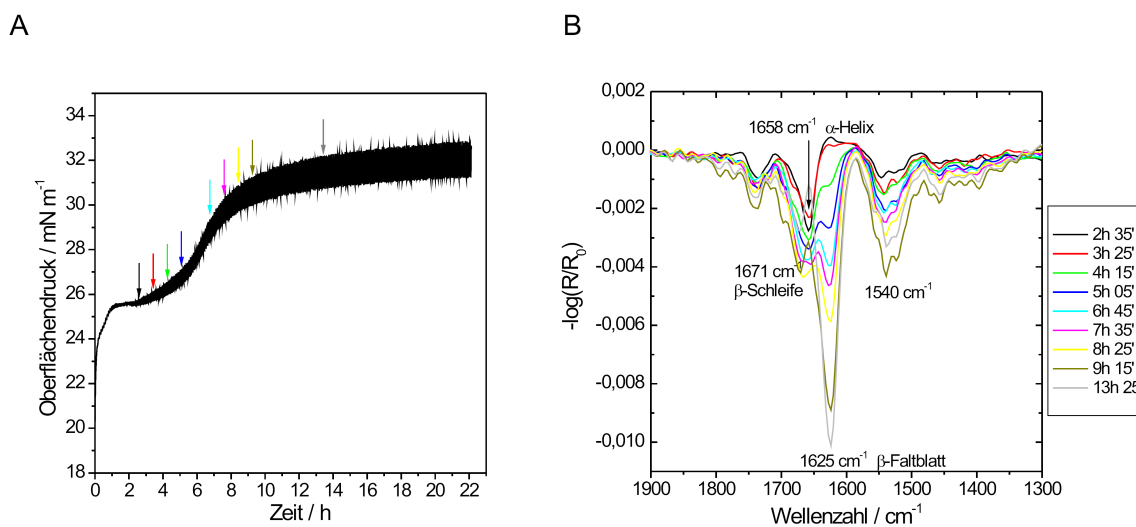 A
B
34
32
30
28
26
24
22
20
18
0 2 4 6 8 10 12 14 16 18 20 22
Oberflächendruck / mN m⁻¹
Zeit / h
0,002
0,000
-0,002
-0,004
-0,006
-0,008
-0,010
1900 1800 1700 1600 1500 1400 1300
-log(R/R₀)
Wellenzahl / cm⁻¹
1658 cm⁻¹ α-Helix
1671 cm⁻¹
β-Schleife
1540 cm⁻¹
1625 cm⁻¹ β-Faltblatt
2h 35'
3h 25'
4h 15'
5h 05'
6h 45'
7h 35'
8h 25'
9h 15'
13h 25